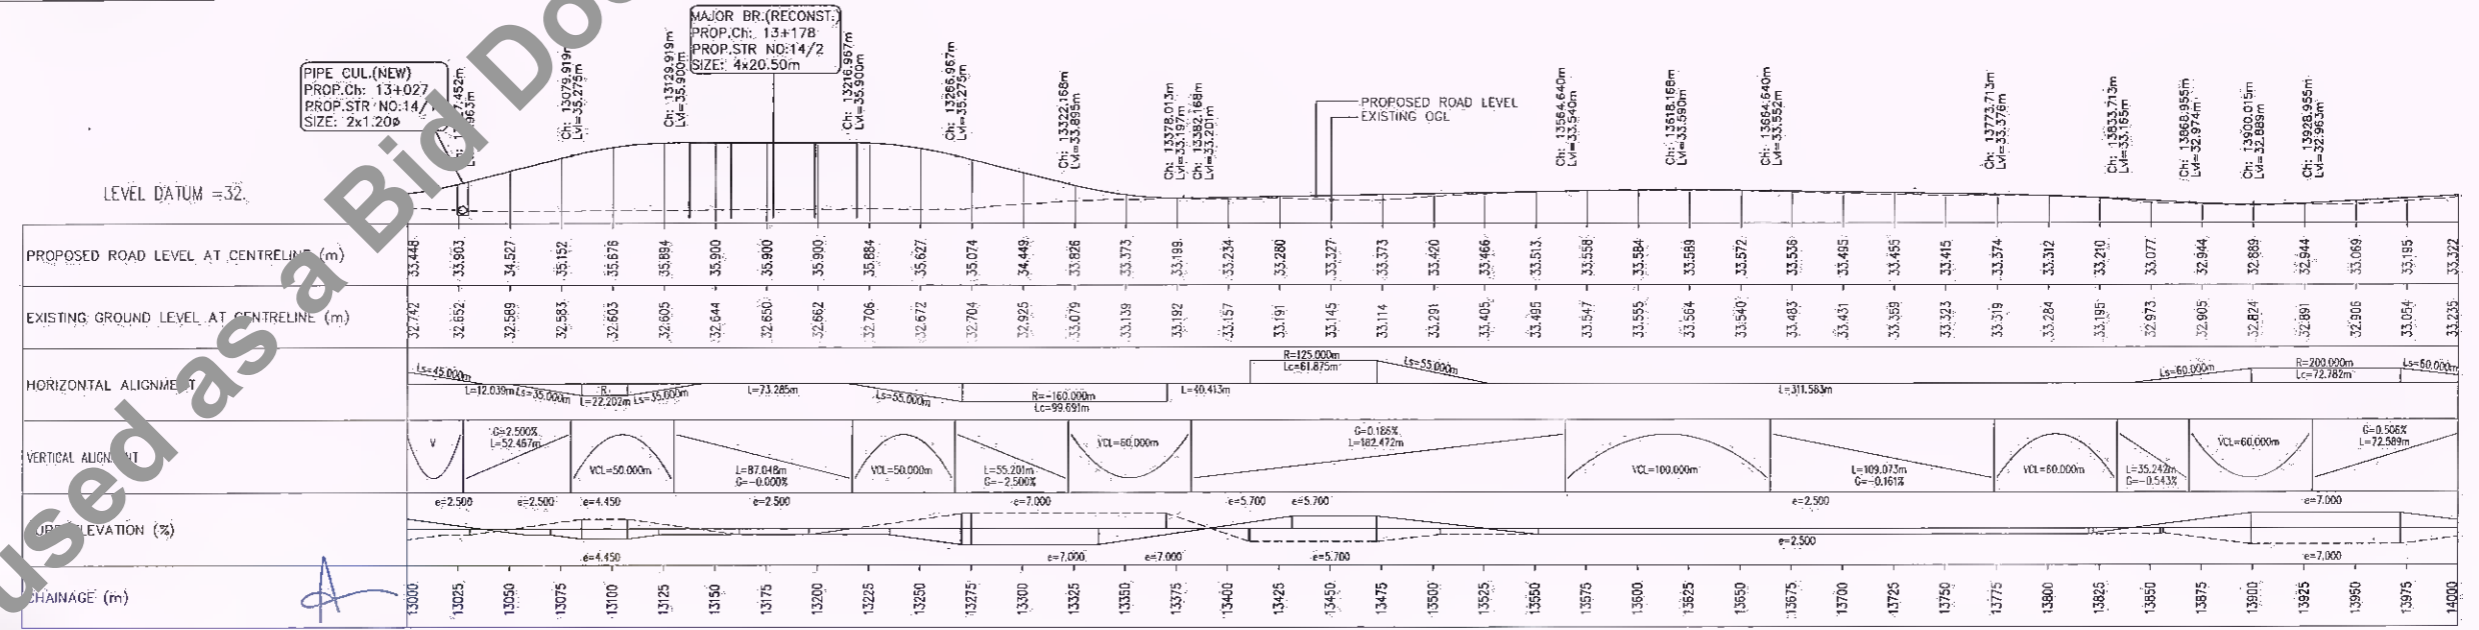 used as a Bid Do
PIPE CUL.(NEW)
PROP.Ch: 13+027
PROP.STR NO:14/
SIZE: 2x1.20ø
MAJOR BR.(RECONST.)
PROP.Ch: 13+178
PROP.STR NO:14/2
SIZE: 4x20.50m
Ch: 13079.919m
Lvl=35.275m
Ch: 13129.919m
Lvl=35.900m
Ch: 13216.967m
Lvl=35.900m
Ch: 13266.967m
Lvl=35.275m
Ch: 13322.168m
Lvl=33.895m
Ch: 13378.013m
Lvl=33.197m
Ch: 13382.168m
Lvl=33.201m
PROPOSED ROAD LEVEL
EXISTING OGL
Ch: 13564.640m
Lvl=33.540m
Ch: 13618.168m
Lvl=33.590m
Ch: 13664.640m
Lvl=33.552m
Ch: 13773.713m
Lvl=33.376m
Ch: 13833.713m
Lvl=33.165m
Ch: 13868.955m
Lvl=32.974m
Ch: 13900.015m
Lvl=32.889m
Ch: 13928.955m
Lvl=32.963m
LEVEL DATUM =32.
PROPOSED ROAD LEVEL AT CENTRELINE (m)
33.448 33.903 34.527 35.152 35.676 35.894 35.900 35.900 35.900 35.884 35.627 35.074 34.449 33.826 33.373 33.199 33.234 33.280 33.327 33.373 33.420 33.466 33.513 33.558 33.584 33.589 33.572 33.536 33.495 33.455 33.415 33.374 33.312 33.210 33.077 32.944 32.889 32.944 33.069 33.195 33.322
EXISTING GROUND LEVEL AT CENTRELINE (m)
32.742 32.652 32.589 32.583 32.603 32.605 32.644 32.650 32.662 32.706 32.672 32.704 32.925 33.079 33.139 33.192 33.157 33.191 33.145 33.114 33.291 33.405 33.495 33.547 33.555 33.564 33.540 33.483 33.431 33.359 33.323 33.319 33.284 33.195 32.973 32.905 32.824 32.891 32.906 33.054 33.235
HORIZONTAL ALIGNMENT
Ls=45.000m
L=12.039m
Ls=35.000m
R-
L=22.202m
Ls=35.000m
L=73.285m
Ls=55.000m
R=-160.000m
Lc=99.691m
L=40.413m
R=125.000m
Lc=61.875m
Ls=55.000m
L=311.583m
Ls=60.000m
R=200.000m
Lc=72.782m
Ls=60.000m
VERTICAL ALIGN NT
V
G=2.500%
L=52.467m
VCL=50.000m
L=87.048m
G=-0.000%
VCL=50.000m
L=55.201m
G=-2.500%
VCL=60.000m
G=0.186%
L=182.472m
VCL=100.000m
L=109.073m
G=-0.161%
VCL=60.000m
L=35.242m
G=-0.543%
VCL=60.000m
G=0.506%
L=72.589m
e=2.500 e=2.500 e=4.450 e=2.500 e=7.000 e=5.700 e=5.700 e=2.500 e=7.000
ELEVATION (%)
e=4.450 e=7.000 e=7.000 e=5.700 e=2.500 e=7.000
CHAINAGE (m)
13000 13025 13050 13075 13100 13125 13150 13175 13200 13225 13250 13275 13300 13325 13350 13375 13400 13425 13450 13475 13500 13525 13550 13575 13600 13625 13650 13675 13700 13725 13750 13775 13800 13825 13850 13875 13900 13925 13950 13975 14000